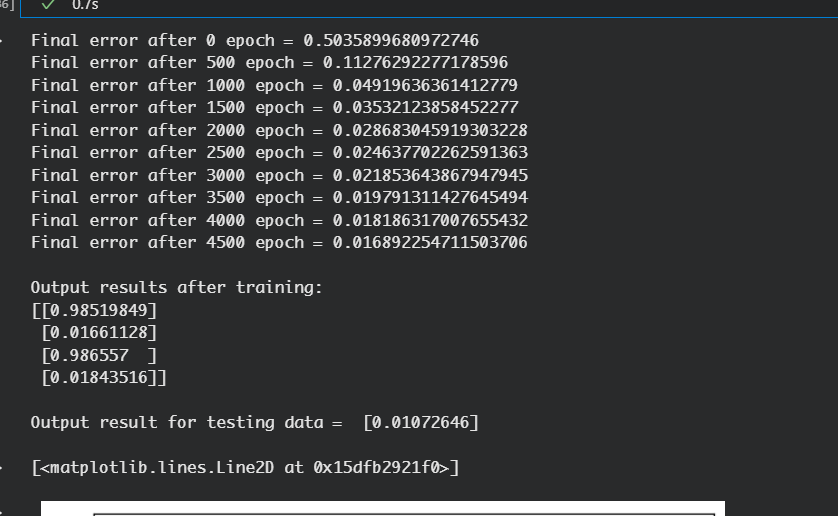 6] ✓ 0.7s
Final error after 0 epoch = 0.5035899680972746
Final error after 500 epoch = 0.11276292277178596
Final error after 1000 epoch = 0.04919636361412779
Final error after 1500 epoch = 0.03532123858452277
Final error after 2000 epoch = 0.028683045919303228
Final error after 2500 epoch = 0.024637702262591363
Final error after 3000 epoch = 0.021853643867947945
Final error after 3500 epoch = 0.019791311427645494
Final error after 4000 epoch = 0.018186317007655432
Final error after 4500 epoch = 0.016892254711503706
Output results after training:
[[0.98519849]
 [0.01661128]
 [0.986557  ]
 [0.01843516]]
Output result for testing data =  [0.01072646]
[<matplotlib.lines.Line2D at 0x15dfb2921f0>]